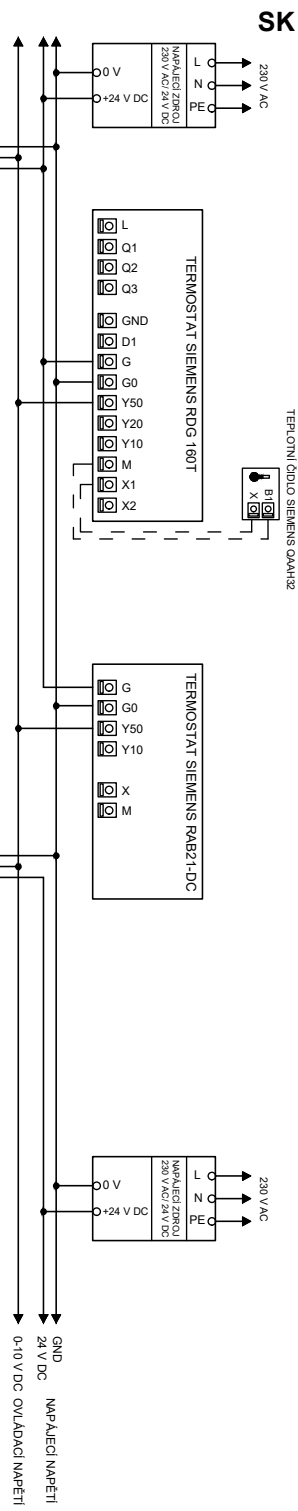 SK
L
N
PE
230 V AC
NAPÁJECÍ ZDROJ
230 V AC/ 24 V DC
0 V
+24 V DC
TERMOSTAT SIEMENS RDG 160T
L
Q1
Q2
Q3
GND
D1
G
G0
Y50
Y20
Y10
M
X1
X2
TEPLOTNÍ ČIDLO SIEMENS QAAH32
B1
X
TERMOSTAT SIEMENS RAB21-DC
G
G0
Y50
Y10
X
M
L
N
PE
230 V AC
NAPÁJECÍ ZDROJ
230 V AC/ 24 V DC
0 V
+24 V DC
GND
24 V DC
NAPÁJECÍ NAPĚTÍ
0-10 V DC OVLÁDACÍ NAPĚTÍ